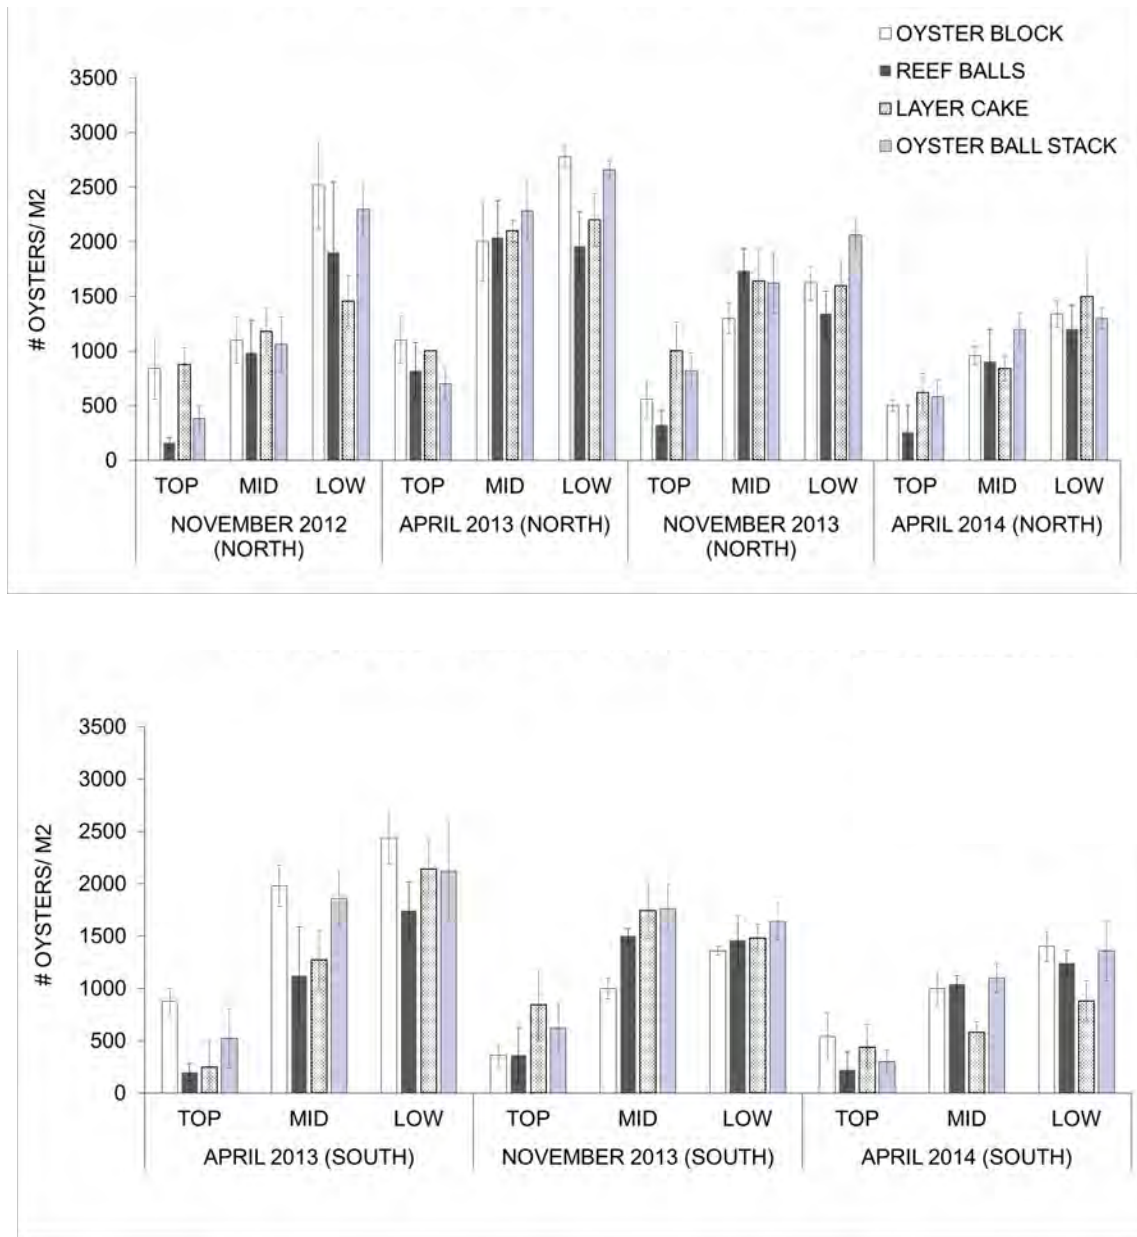 OYSTER BLOCK
REEF BALLS
LAYER CAKE
OYSTER BALL STACK
3500
3000
2500
2000
1500
1000
500
0
# OYSTERS/ M2
TOP MID LOW TOP MID LOW TOP MID LOW TOP MID LOW
NOVEMBER 2012 APRIL 2013 (NORTH) NOVEMBER 2013 APRIL 2014 (NORTH)
(NORTH) (NORTH)
3500
3000
2500
2000
1500
1000
500
0
# OYSTERS/ M2
TOP MID LOW TOP MID LOW TOP MID LOW
APRIL 2013 (SOUTH) NOVEMBER 2013 (SOUTH) APRIL 2014 (SOUTH)